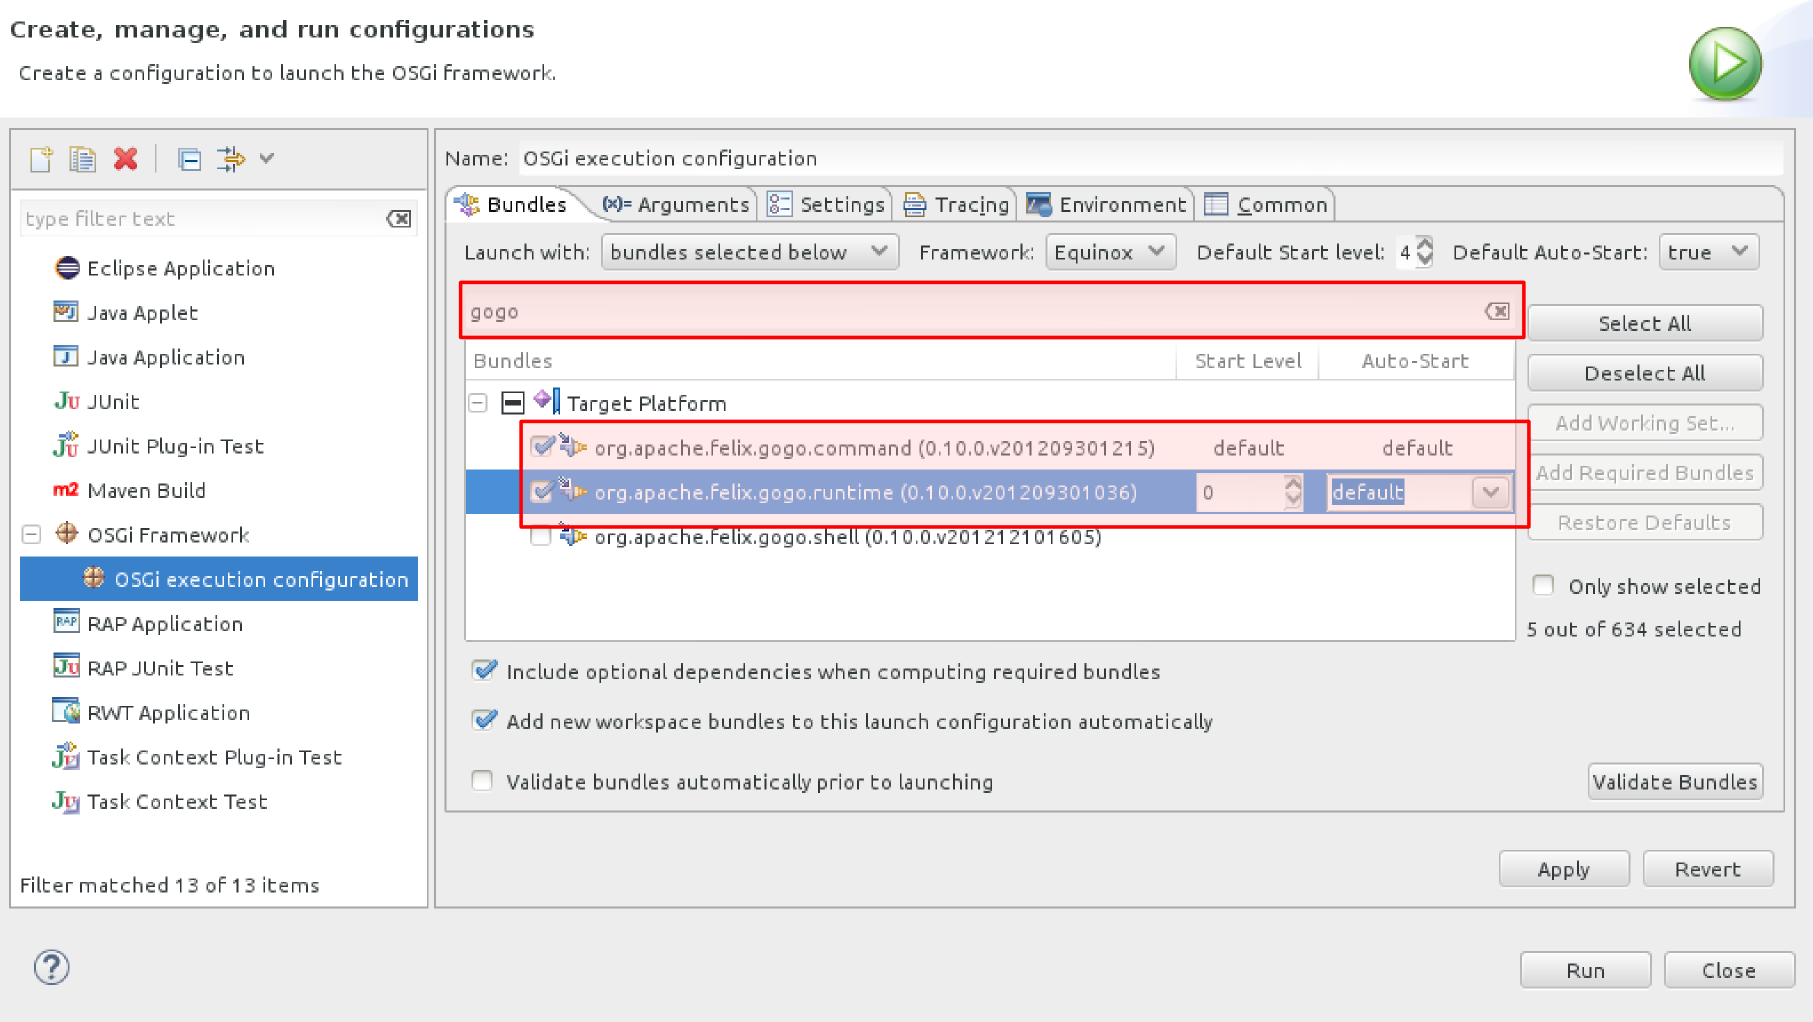 Create, manage, and run configurations
Create a configuration to launch the OSGi framework.
type filter text
Eclipse Application
Java Applet
Java Application
JUnit
JUnit Plug-in Test
m2 Maven Build
OSGi Framework
OSGi execution configuration
RAP RAP Application
RAP JUnit Test
RWT Application
Task Context Plug-in Test
Task Context Test
Filter matched 13 of 13 items
Name: OSGi execution configuration
Bundles (x)= Arguments Settings Tracing Environment Common
Launch with: bundles selected below Framework: Equinox Default Start level: 4 Default Auto-Start: true
gogo
Bundles Start Level Auto-Start
Target Platform
org.apache.felix.gogo.command (0.10.0.v201209301215) default default
org.apache.felix.gogo.runtime (0.10.0.v201209301036) 0 default
org.apache.felix.gogo.shell (0.10.0.v201212101605)
Select All
Deselect All
Add Working Set...
Add Required Bundles
Restore Defaults
Only show selected
5 out of 634 selected
Include optional dependencies when computing required bundles
Add new workspace bundles to this launch configuration automatically
Validate bundles automatically prior to launching
Validate Bundles
Apply Revert
? Run Close